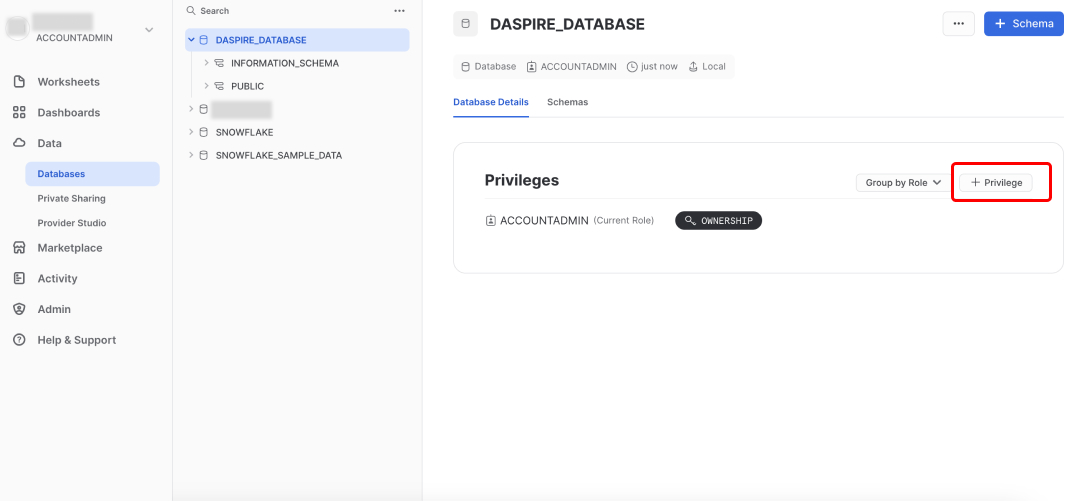 ACCOUNTADMIN
Worksheets
Dashboards
Data
Databases
Private Sharing
Provider Studio
Marketplace
Activity
Admin
Help & Support
Search
DASPIRE_DATABASE
INFORMATION_SCHEMA
PUBLIC
SNOWFLAKE
SNOWFLAKE_SAMPLE_DATA
DASPIRE_DATABASE
+ Schema
Database ACCOUNTADMIN just now Local
Database Details Schemas
Privileges
Group by Role + Privilege
ACCOUNTADMIN (Current Role) OWNERSHIP